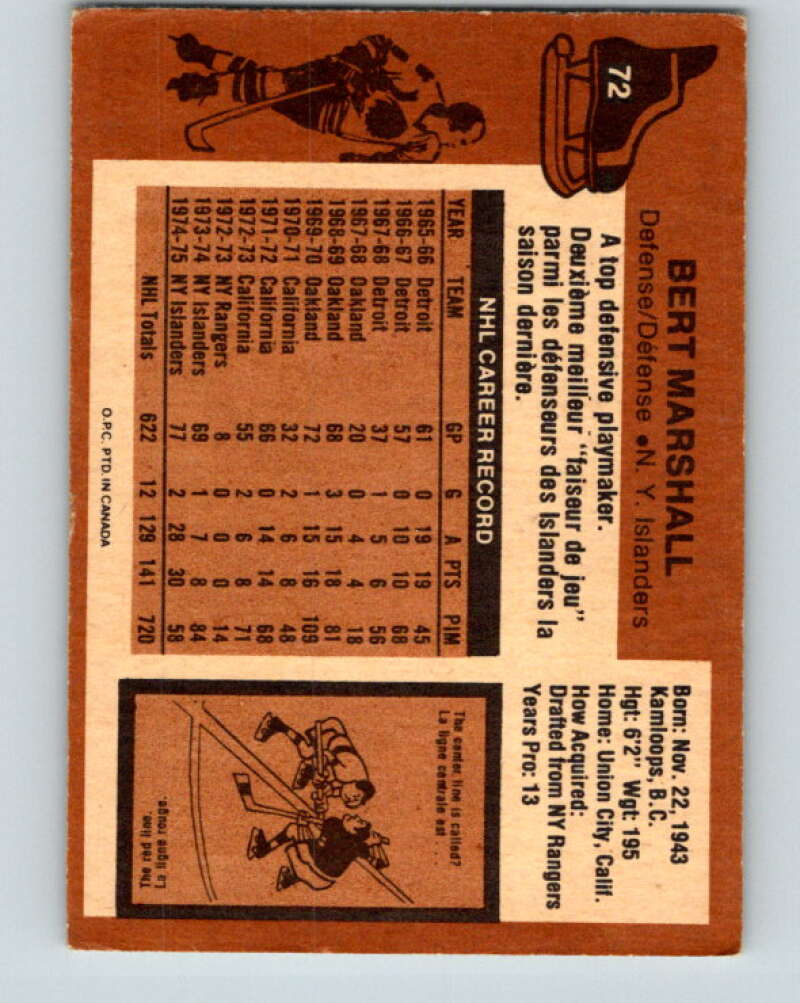 72
BERT MARSHALL
Defense/Défense • N. Y. Islanders
A top defensive playmaker.
Deuxième meilleur "faiseur de jeu"
parmi les défenseurs des Islanders la
saison dernière.
Born: Nov. 22, 1943
Kamloops, B.C.
Hgt: 6'2" Wgt: 195
Home: Union City, Calif.
How Acquired:
Drafted from NY Rangers
Years Pro: 13
NHL CAREER RECORD
YEAR TEAM GP G A PTS PIM
1965-66 Detroit 61 0 19 19 45
1966-67 Detroit 57 0 10 10 68
1967-68 Detroit 37 1 5 6 56
1967-68 Oakland 20 0 4 4 18
1968-69 Oakland 68 3 15 18 81
1969-70 Oakland 72 1 15 16 109
1970-71 California 32 2 6 8 48
1971-72 California 66 0 14 14 68
1972-73 California 55 2 6 8 71
1972-73 NY Rangers 8 0 0 0 14
1973-74 NY Islanders 69 1 7 8 84
1974-75 NY Islanders 77 2 28 30 58
NHL Totals 622 12 129 141 720
The center line is called?
La ligne centrale est . . .
The red line.
La ligne rouge.
O.P.C. PTD. IN CANADA